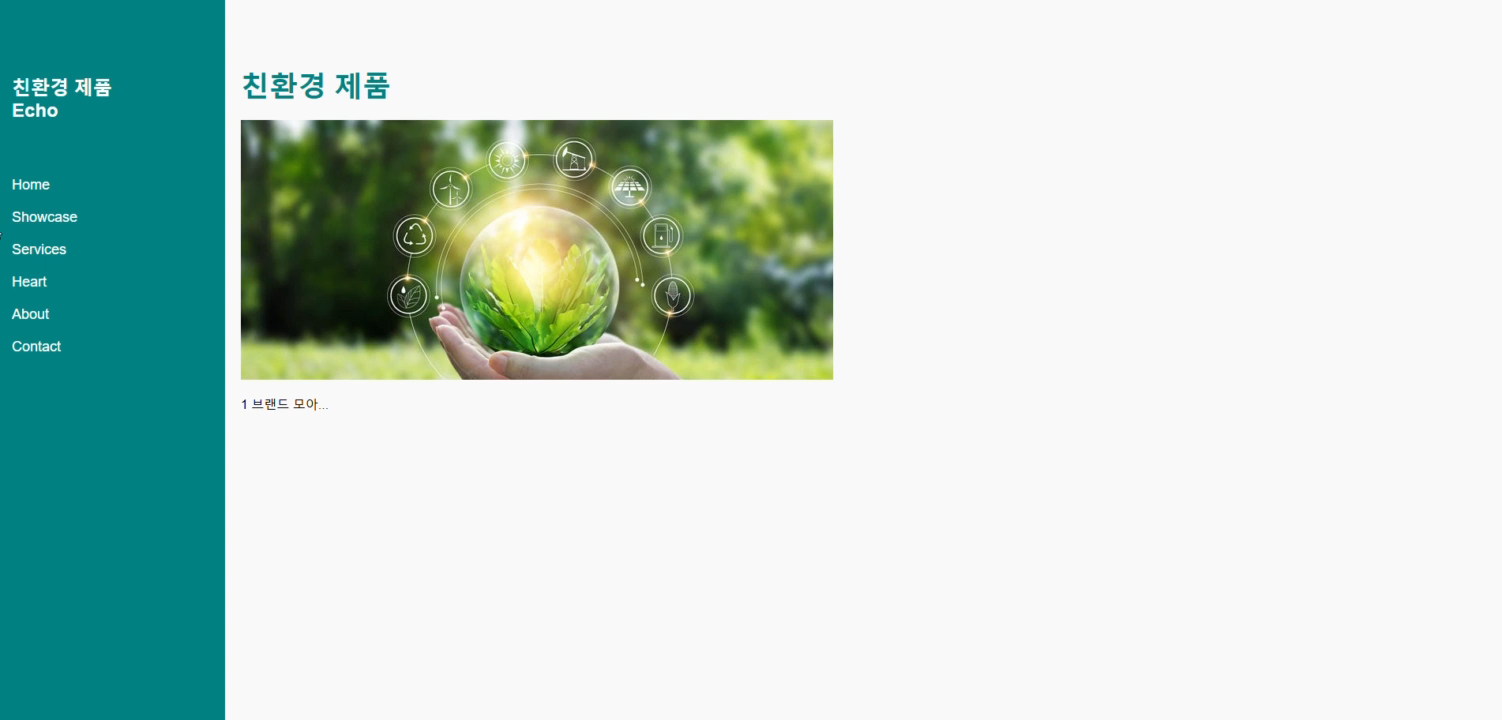 친환경 제품
Echo
Home
Showcase
Services
Heart
About
Contact
친환경 제품
1 브랜드 모아...